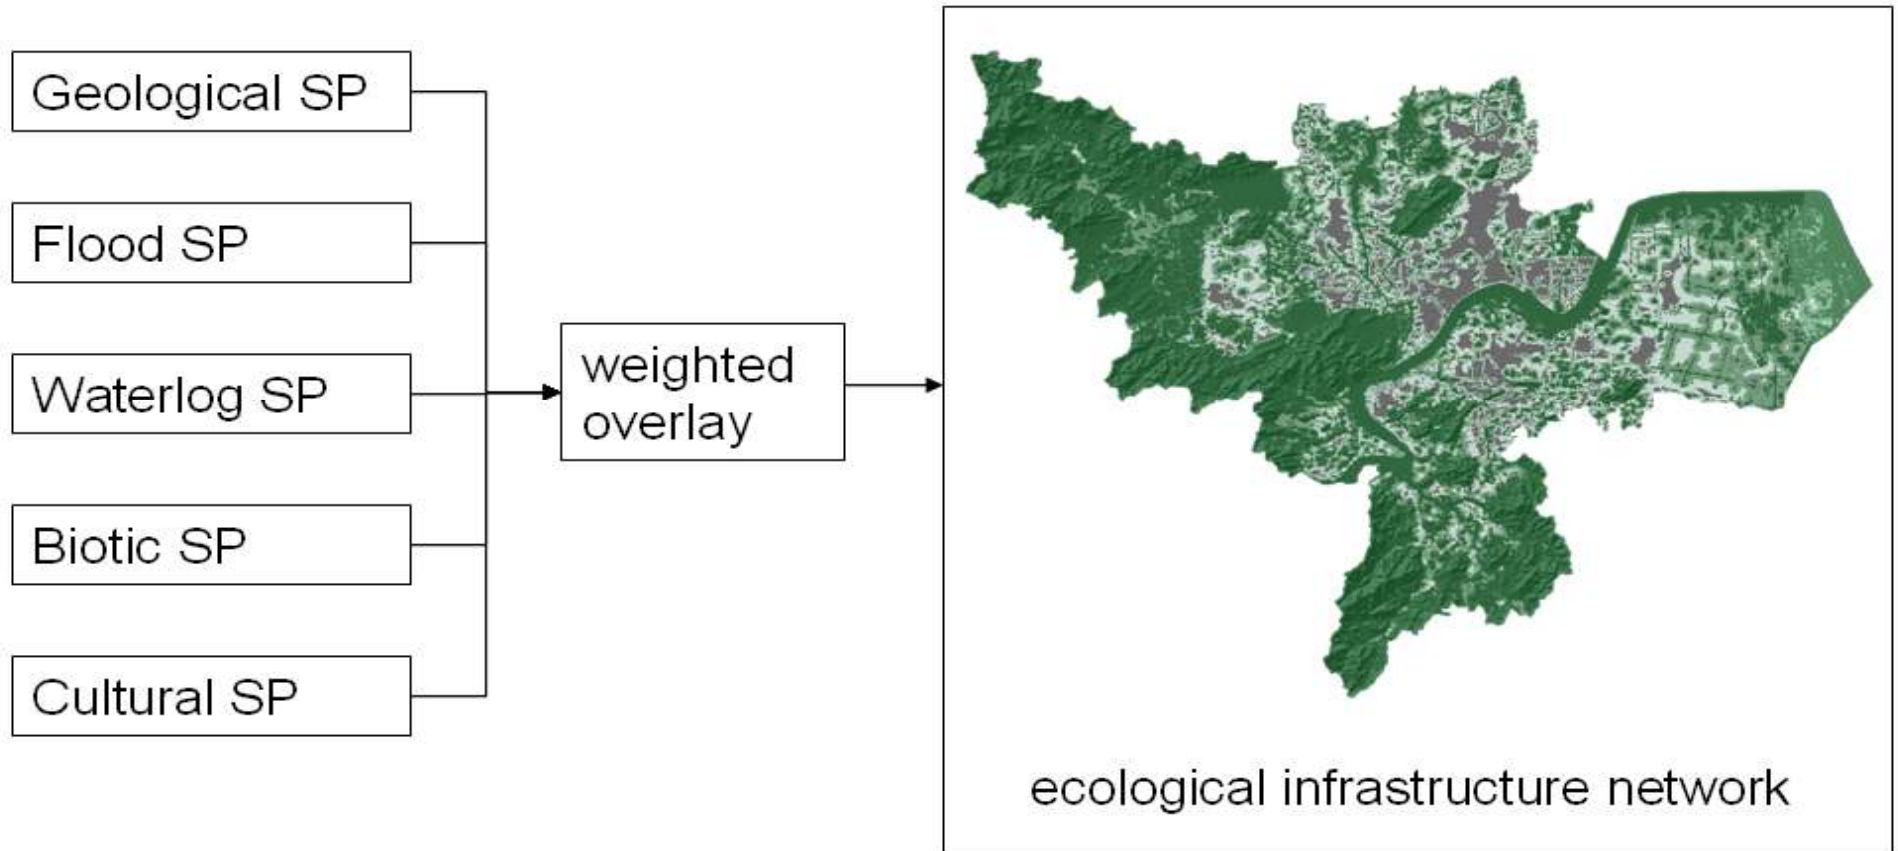 Geological SP
Flood SP
Waterlog SP
Biotic SP
Cultural SP
weighted
overlay
ecological infrastructure network